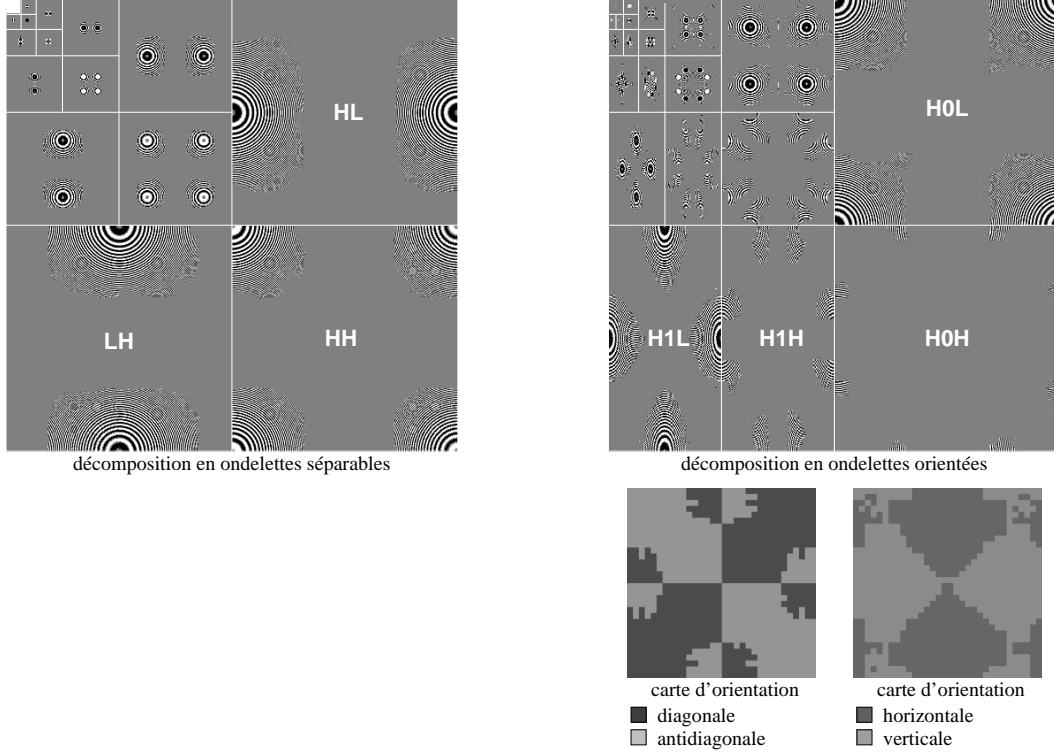 HL
LH
HH
décomposition en ondelettes séparables
H0L
H1L
H1H
H0H
décomposition en ondelettes orientées
carte d'orientation
diagonale
antidiagonale
carte d'orientation
horizontale
verticale